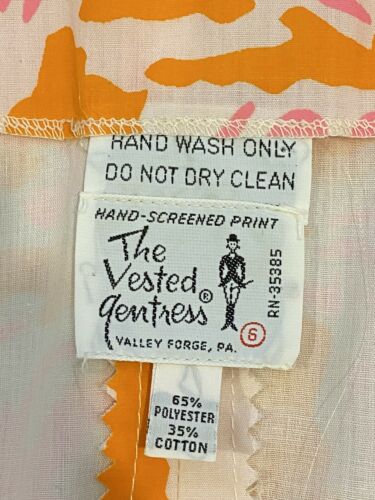 HAND WASH ONLY
DO NOT DRY CLEAN
HAND-SCREENED PRINT
The
Vested
gentress®
VALLEY FORGE, PA.
6
RN-35385
65%
POLYESTER
35%
COTTON